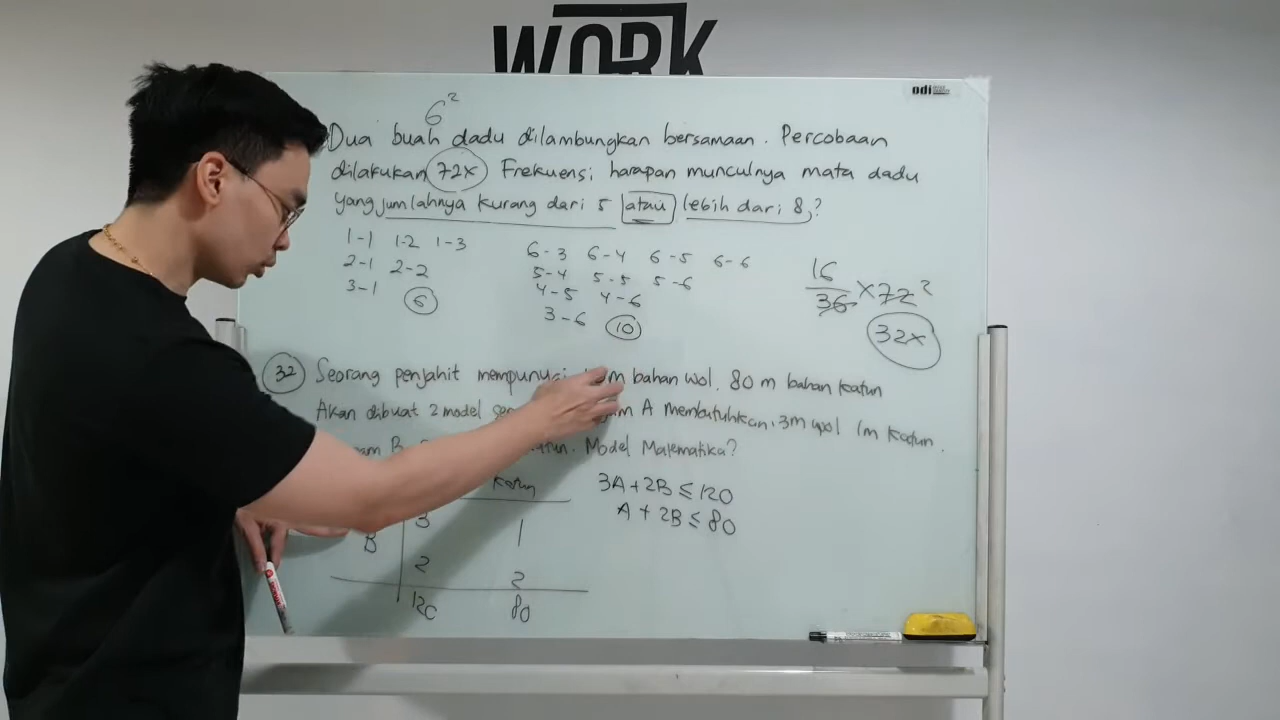 WORK
odi
6²
Dua buah dadu dilambungkan bersamaan. Percobaan
dilakukan 72x Frekuensi harapan munculnya mata dadu
yang jumlahnya kurang dari 5 atau lebih dari 8,?
1-1 1-2 1-3
2-1 2-2
3-1 6
6-3 6-4 6-5 6-6
5-4 5-5 5-6
4-5 4-6
3-6 10
16/36 × 72 2
32x
32 Seorang penjahit mempunyai m bahan wol, 80 m bahan katun
Akan dibuat 2 model A membutuhkan, 3m wol 1m katun.
B Model Matematika?
katun
3 1
B 2 2
120 80
3A + 2B ≤ 120
A + 2B ≤ 80